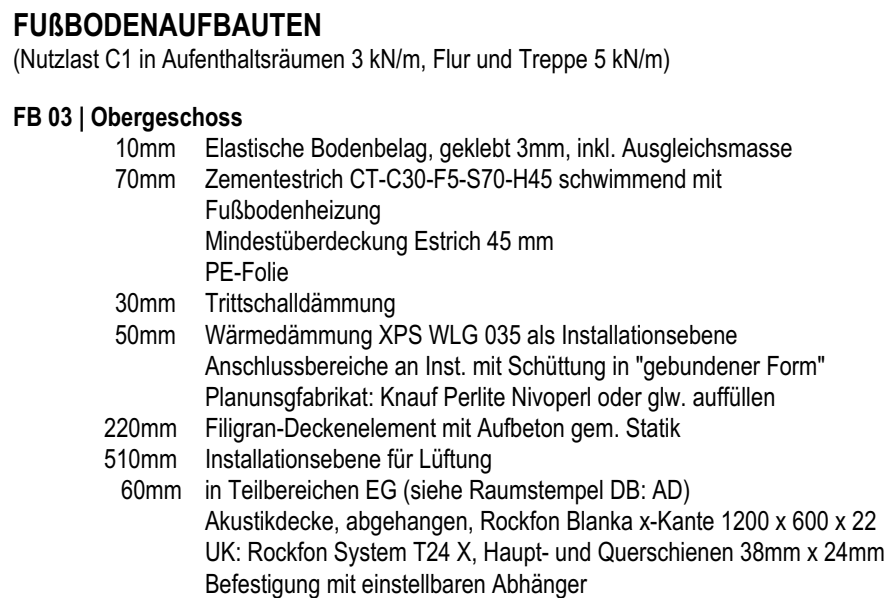 FUßBODENAUFBAUTEN
(Nutzlast C1 in Aufenthaltsräumen 3 kN/m, Flur und Treppe 5 kN/m)
FB 03 | Obergeschoss
10mm Elastische Bodenbelag, geklebt 3mm, inkl. Ausgleichsmasse
70mm Zementestrich CT-C30-F5-S70-H45 schwimmend mit
Fußbodenheizung
Mindestüberdeckung Estrich 45 mm
PE-Folie
30mm Trittschalldämmung
50mm Wärmedämmung XPS WLG 035 als Installationsebene
Anschlussbereiche an Inst. mit Schüttung in "gebundener Form"
Planunsgfabrikat: Knauf Perlite Nivoperl oder glw. auffüllen
220mm Filigran-Deckenelement mit Aufbeton gem. Statik
510mm Installationsebene für Lüftung
60mm in Teilbereichen EG (siehe Raumstempel DB: AD)
Akustikdecke, abgehangen, Rockfon Blanka x-Kante 1200 x 600 x 22
UK: Rockfon System T24 X, Haupt- und Querschienen 38mm x 24mm
Befestigung mit einstellbaren Abhänger